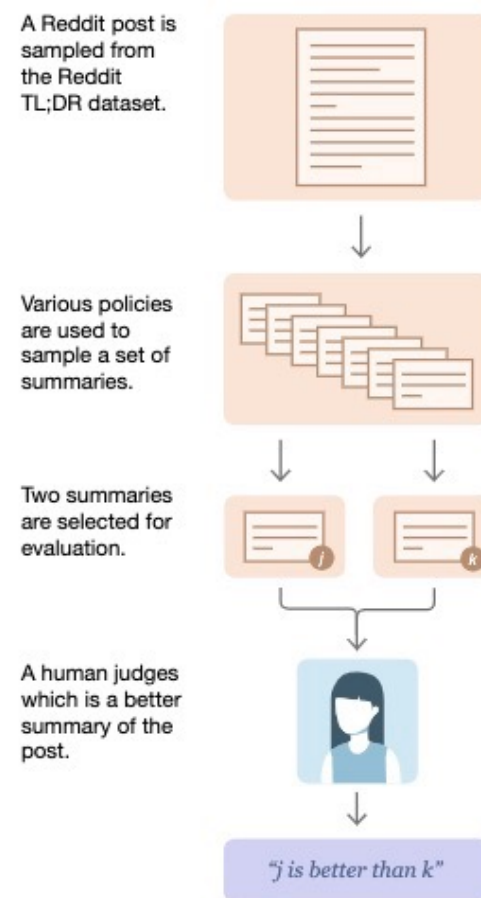 A Reddit post is
sampled from
the Reddit
TL;DR dataset.
Various policies
are used to
sample a set of
summaries.
Two summaries
are selected for
evaluation.
j
k
A human judges
which is a better
summary of the
post.
“j is better than k”